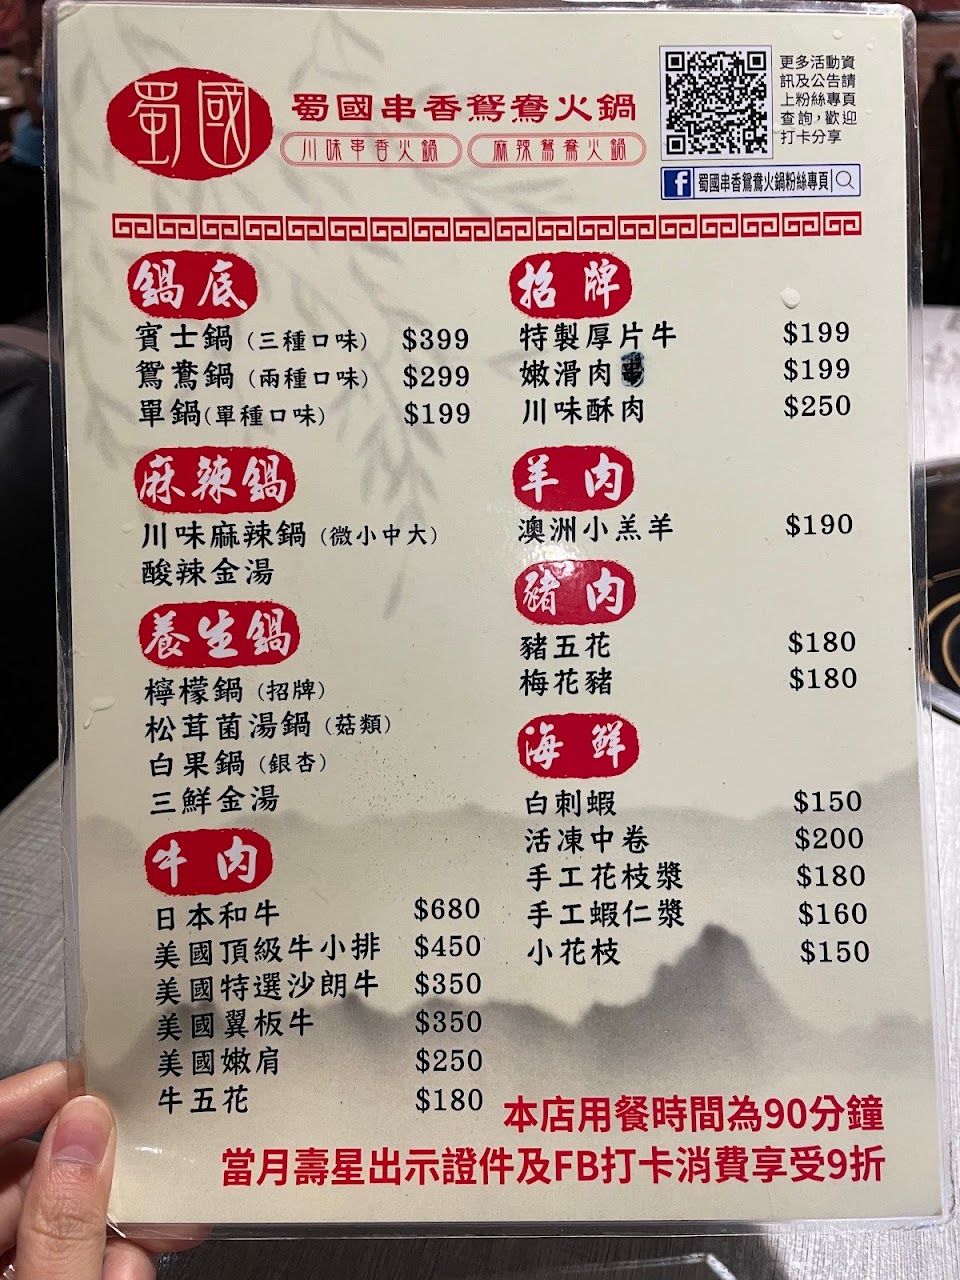 蜀國
蜀國串香鴛鴦火鍋
川味串香火鍋
麻辣鴛鴦火鍋
更多活動資
訊及公告請
上粉絲專頁
查詢,歡迎
打卡分享
f 蜀國串香鴛鴦火鍋粉絲專頁
鍋底
賓士鍋(三種口味) $399
鴛鴦鍋(兩種口味) $299
單鍋(單種口味) $199
麻辣鍋
川味麻辣鍋(微小中大)
酸辣金湯
養生鍋
檸檬鍋(招牌)
松茸菌湯鍋(菇類)
白果鍋(銀杏)
三鮮金湯
牛肉
日本和牛 $680
美國頂級牛小排 $450
美國特選沙朗牛 $350
美國翼板牛 $350
美國嫩肩 $250
牛五花 $180
招牌
特製厚片牛 $199
嫩滑肉 $199
川味酥肉 $250
羊肉
澳洲小羔羊 $190
豬肉
豬五花 $180
梅花豬 $180
海鮮
白刺蝦 $150
活凍中卷 $200
手工花枝漿 $180
手工蝦仁漿 $160
小花枝 $150
本店用餐時間為90分鐘
當月壽星出示證件及FB打卡消費享受9折